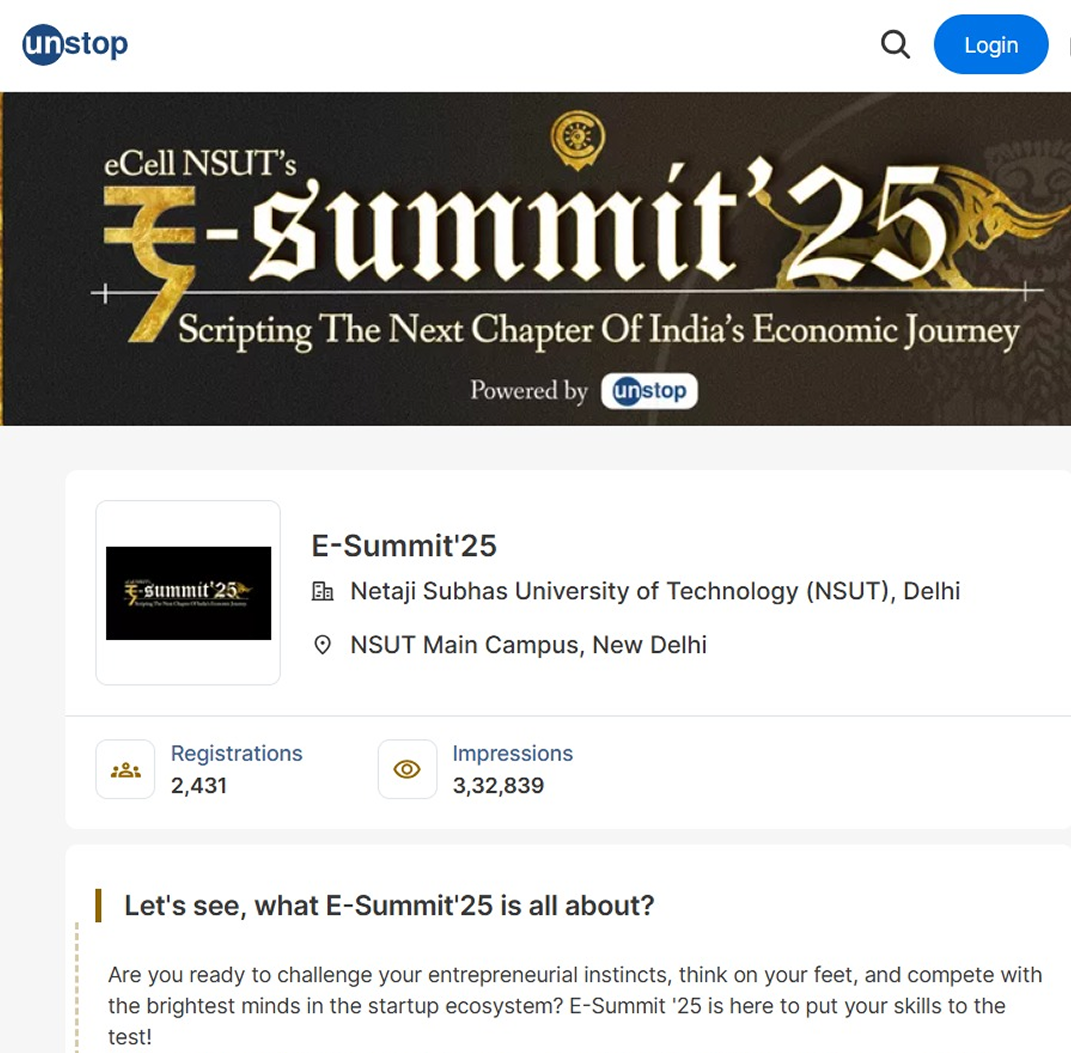 unstop
Login
eCell NSUT's
₹-summit'25
Scripting The Next Chapter Of India's Economic Journey
Powered by unstop
₹-summit'25
Scripting The Next Chapter Of India's Economic Journey
E-Summit'25
Netaji Subhas University of Technology (NSUT), Delhi
NSUT Main Campus, New Delhi
Registrations
2,431
Impressions
3,32,839
Let's see, what E-Summit'25 is all about?
Are you ready to challenge your entrepreneurial instincts, think on your feet, and compete with
the brightest minds in the startup ecosystem? E-Summit '25 is here to put your skills to the
test!